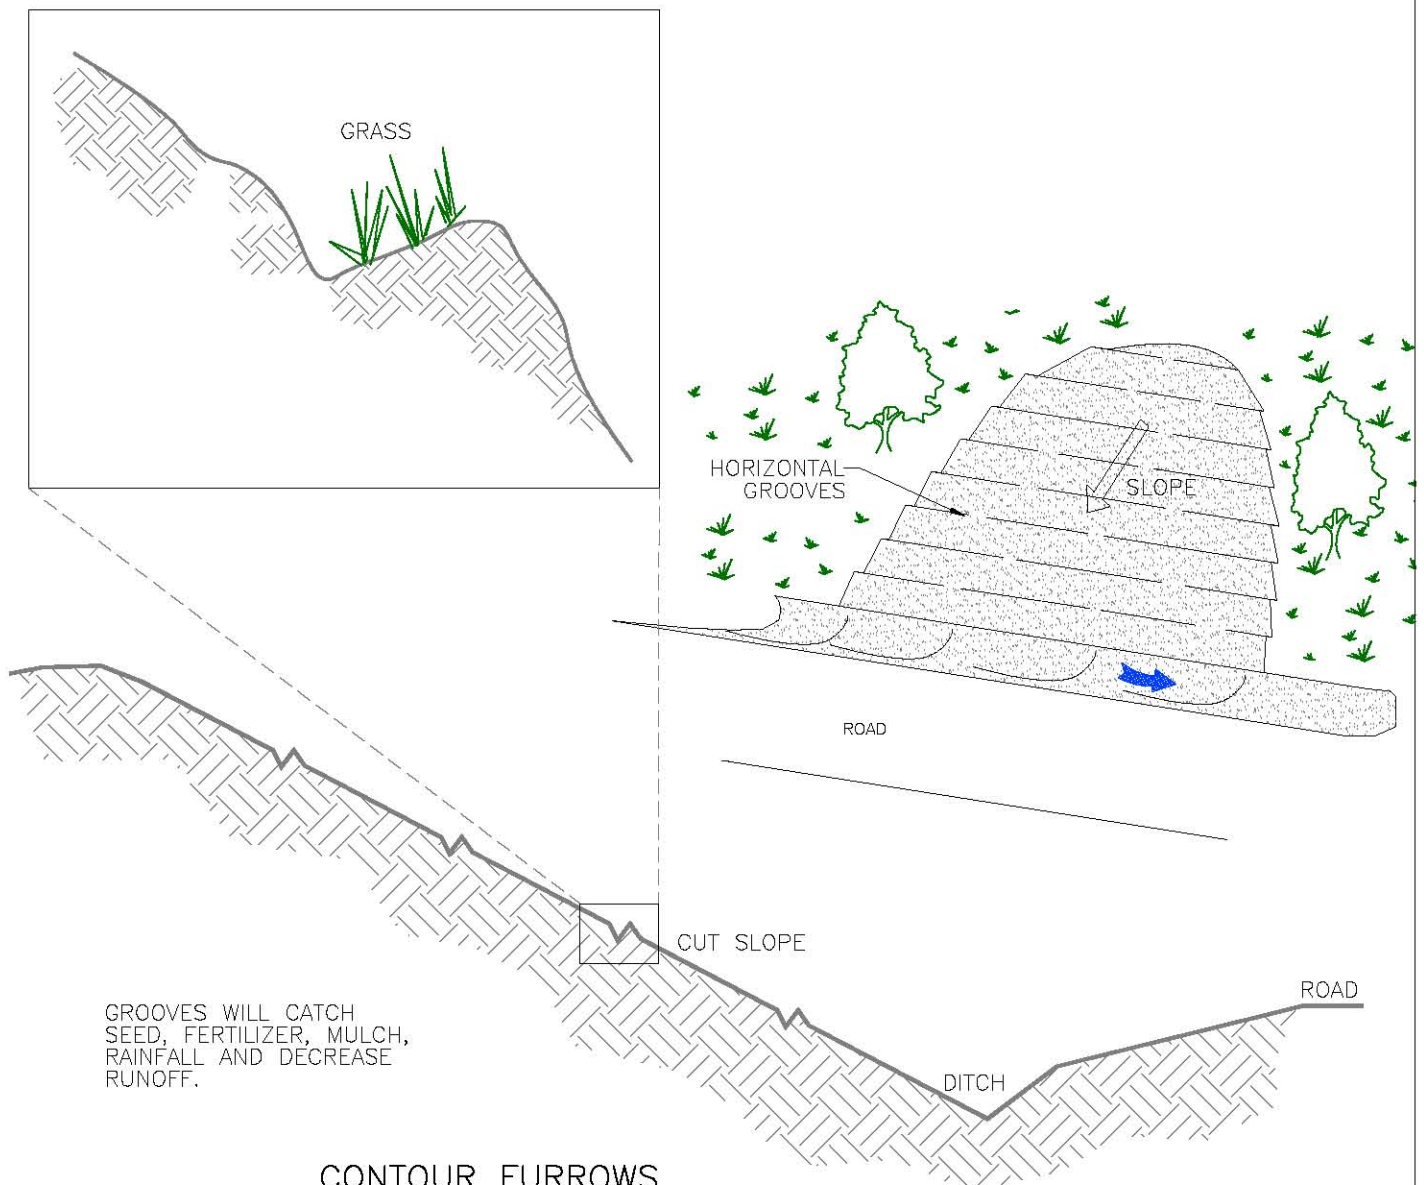 GRASS
HORIZONTAL
GROOVES
SLOPE
ROAD
CUT SLOPE
ROAD
GROOVES WILL CATCH
SEED, FERTILIZER, MULCH,
RAINFALL AND DECREASE
RUNOFF.
DITCH
CONTOUR FURROWS